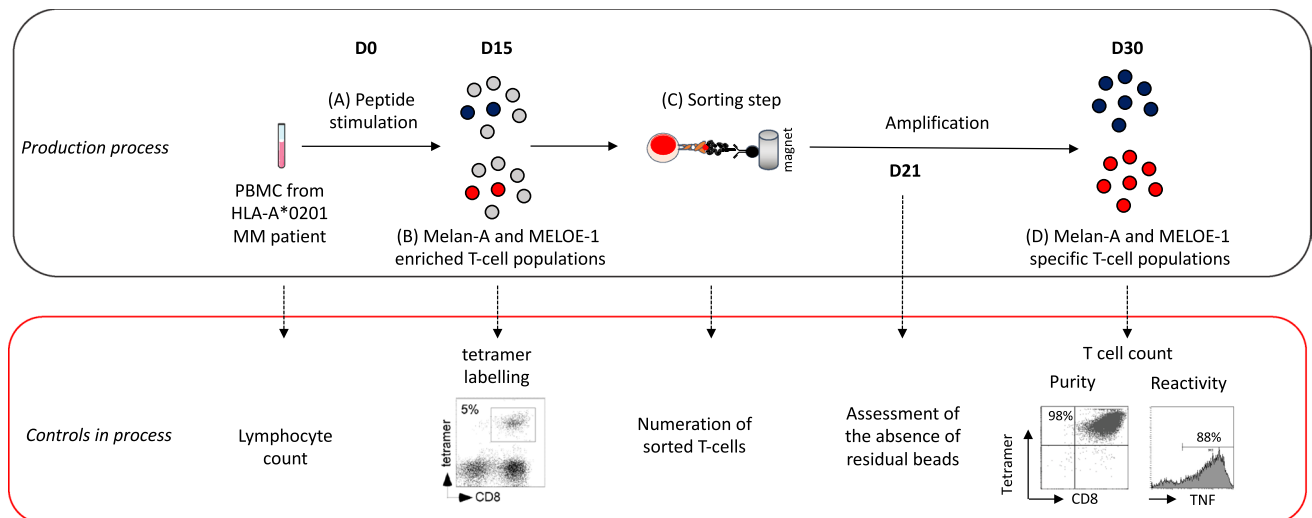 D0
D15
D30
(A) Peptide
stimulation
(C) Sorting step
magnet
Amplification
D21
Production process
PBMC from
HLA-A*0201
MM patient
(B) Melan-A and MELOE-1
enriched T-cell populations
(D) Melan-A and MELOE-1
specific T-cell populations
tetramer
labelling
T cell count
Purity
Reactivity
5%
98%
88%
tetramer
CD8
Tetramer
CD8
TNF
Controls in process
Lymphocyte
count
Numeration of
sorted T-cells
Assessment of
the absence of
residual beads